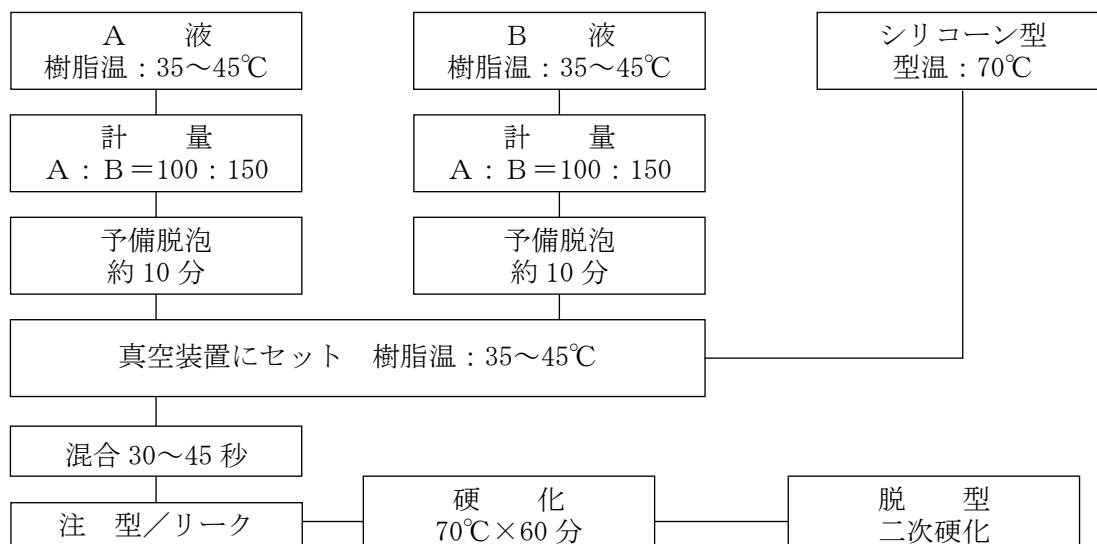 A　液
樹脂温：35～45℃
B　液
樹脂温：35～45℃
シリコーン型
型温：70℃
計　量
A：B＝100：150
計　量
A：B＝100：150
予備脱泡
約10分
予備脱泡
約10分
真空装置にセット　樹脂温：35～45℃
混合30～45秒
注　型／リーク
硬　化
70℃×60分
脱　型
二次硬化